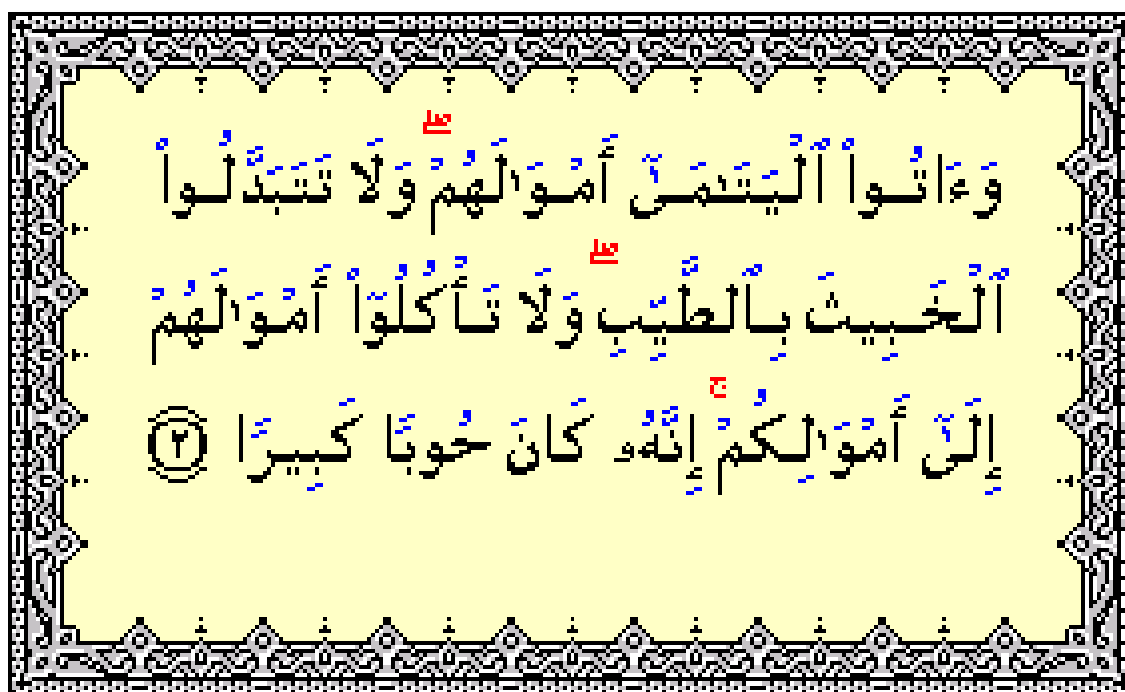 وَءَاتُوا۟ ٱلْيَتَـٰمَىٰٓ أَمْوَٰلَهُمْ ۖ وَلَا تَتَبَدَّلُوا۟
ٱلْخَبِيثَ بِٱلطَّيِّبِ ۖ وَلَا تَأْكُلُوٓا۟ أَمْوَٰلَهُمْ
إِلَىٰٓ أَمْوَٰلِكُمْ ۚ إِنَّهُۥ كَانَ حُوبًا كَبِيرًا ٢